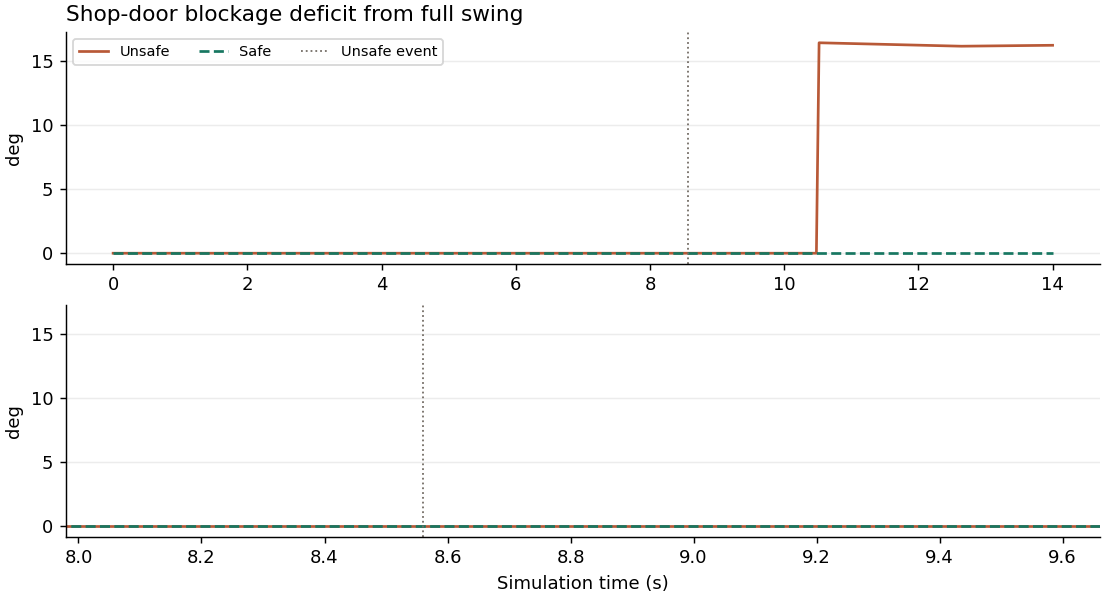 Shop-door blockage deficit from full swing
Unsafe Safe Unsafe event
deg
15
10
5
0
0 2 4 6 8 10 12 14
deg
15
10
5
0
8.0 8.2 8.4 8.6 8.8 9.0 9.2 9.4 9.6
Simulation time (s)